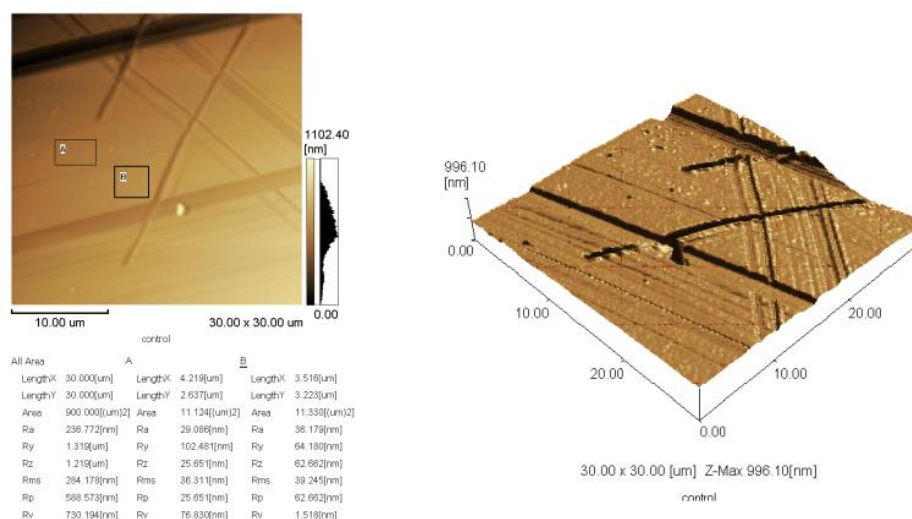 A
B
1102.40
[nm]
0.00
10.00 um
30.00 x 30.00 um
control
All Area A B
LengthX 30.000[um] LengthX 4.219[um] LengthX 3.516[um]
LengthY 30.000[um] LengthY 2.637[um] LengthY 3.223[um]
Area 900.000[(um)2] Area 11.124[(um)2] Area 11.330[(um)2]
Ra 236.772[nm] Ra 29.086[nm] Ra 36.179[nm]
Ry 1.319[um] Ry 102.481[nm] Ry 64.180[nm]
Rz 1.219[um] Rz 25.651[nm] Rz 62.662[nm]
Rms 284.178[nm] Rms 36.311[nm] Rms 39.245[nm]
Rp 588.573[nm] Rp 25.651[nm] Rp 62.662[nm]
Rv 730.194[nm] Rv 76.830[nm] Rv 1.518[nm]
996.10
[nm]
0.00
10.00
20.00
20.00
10.00
0.00
30.00 x 30.00 [um] Z-Max 996.10[nm]
control